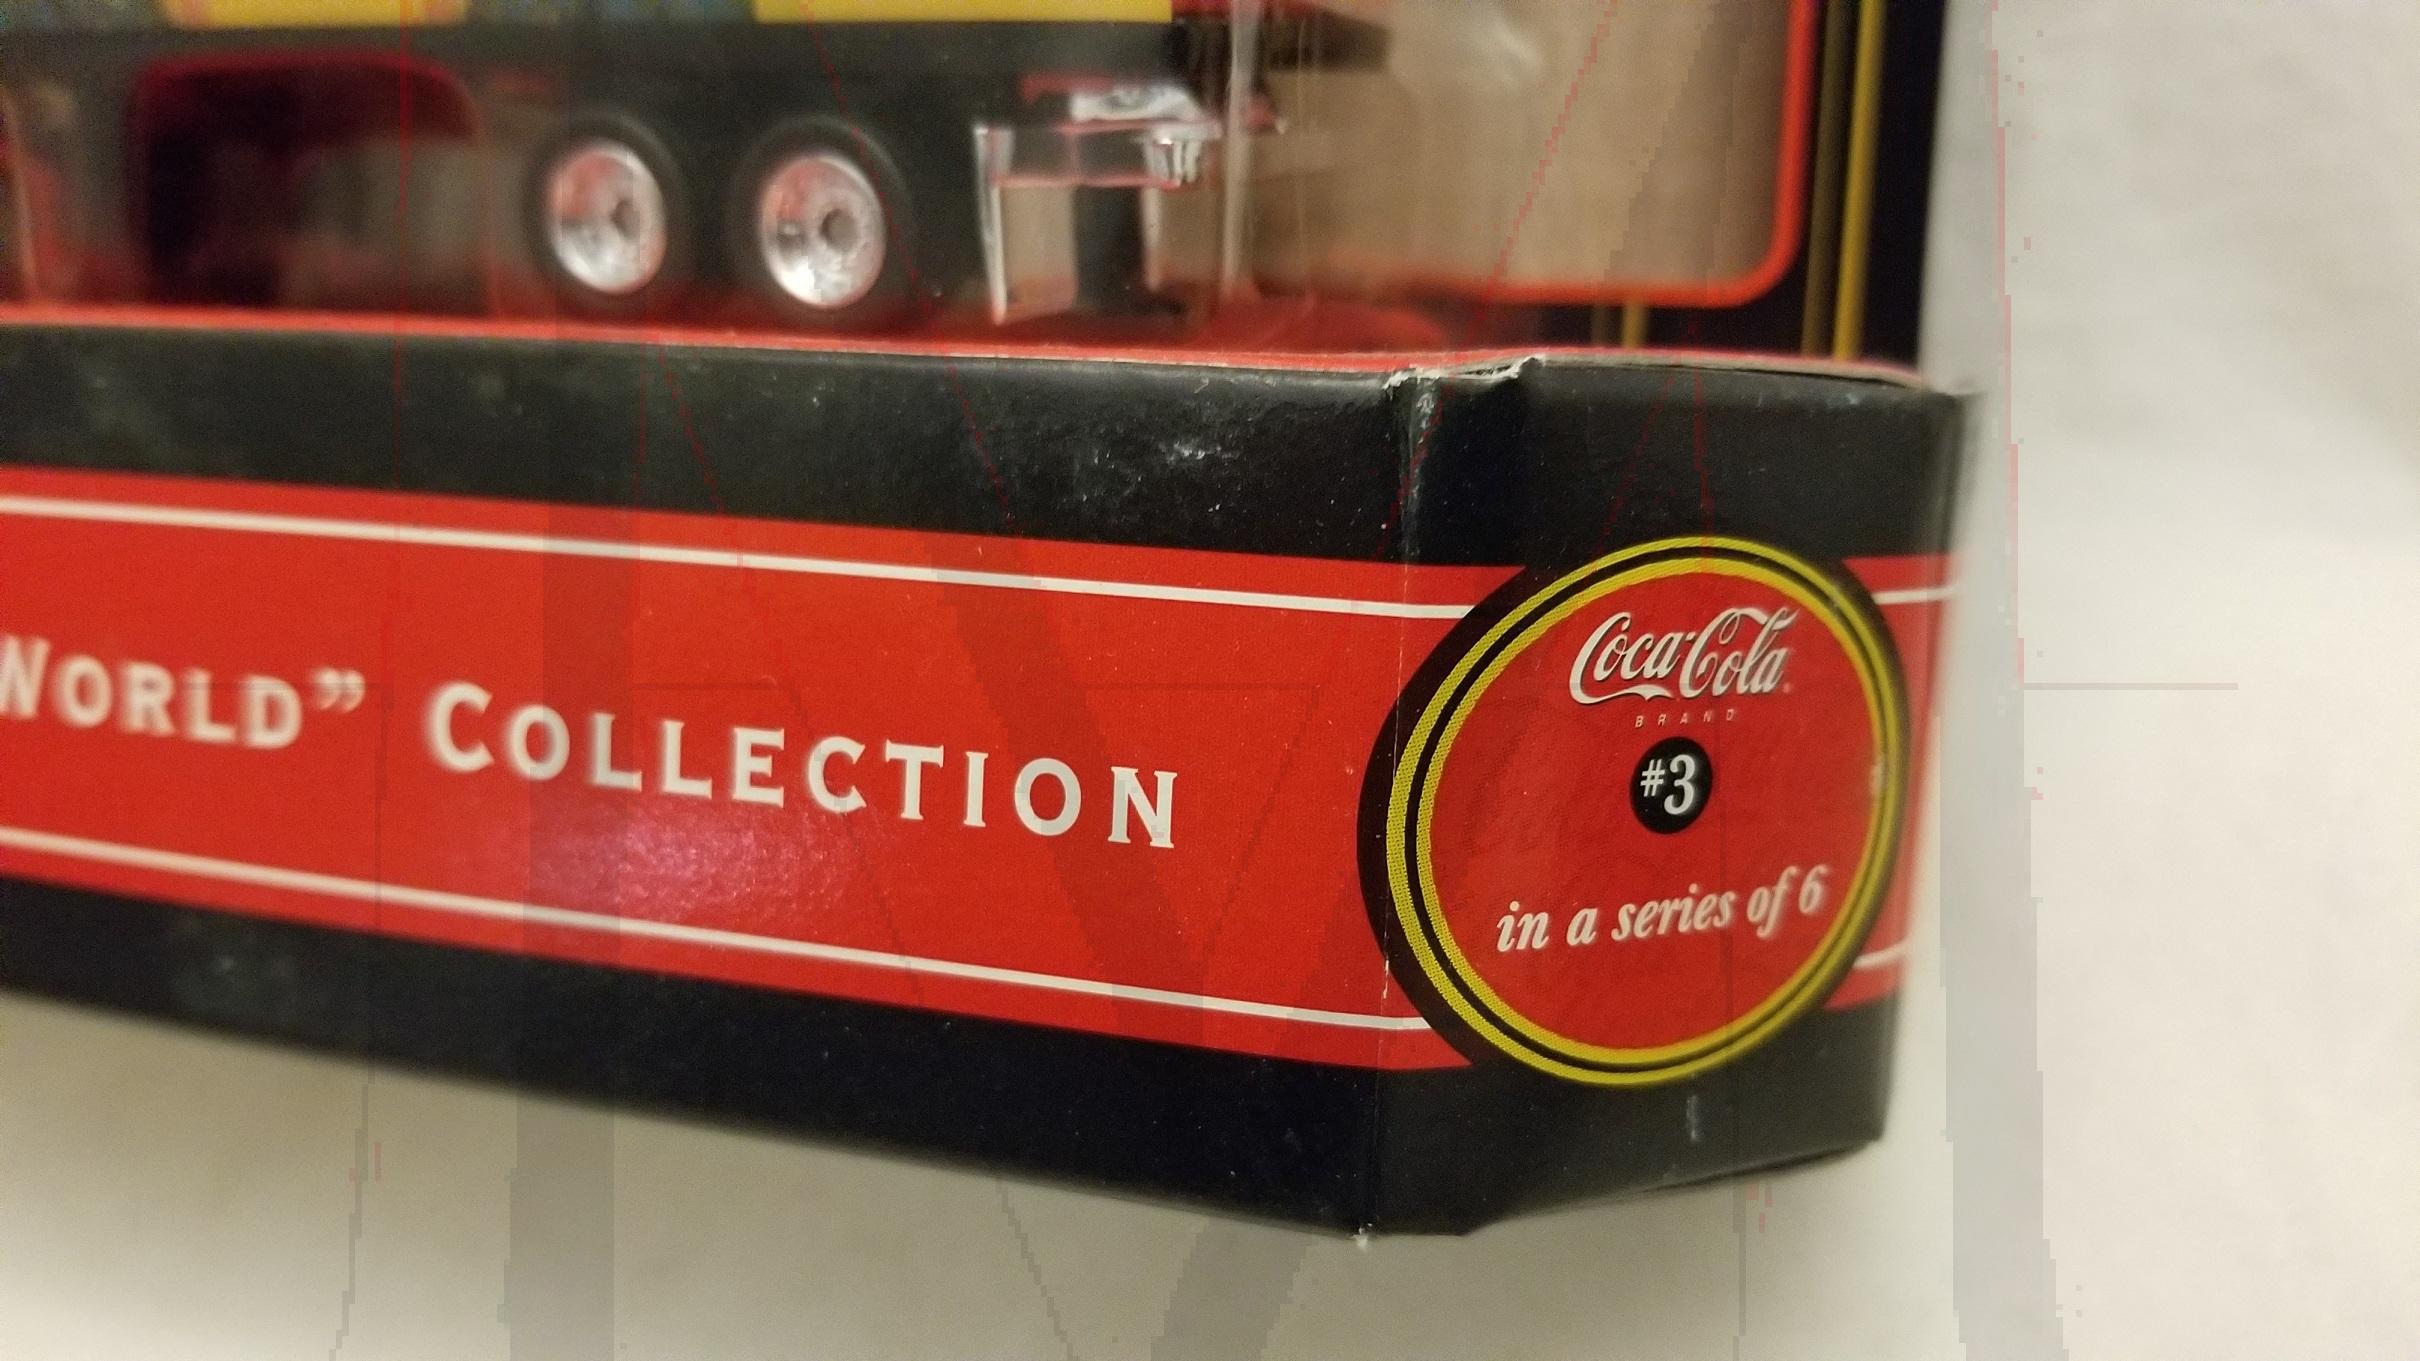 WORLD” COLLECTION
Coca-Cola
BRAND
#3
in a series of 6